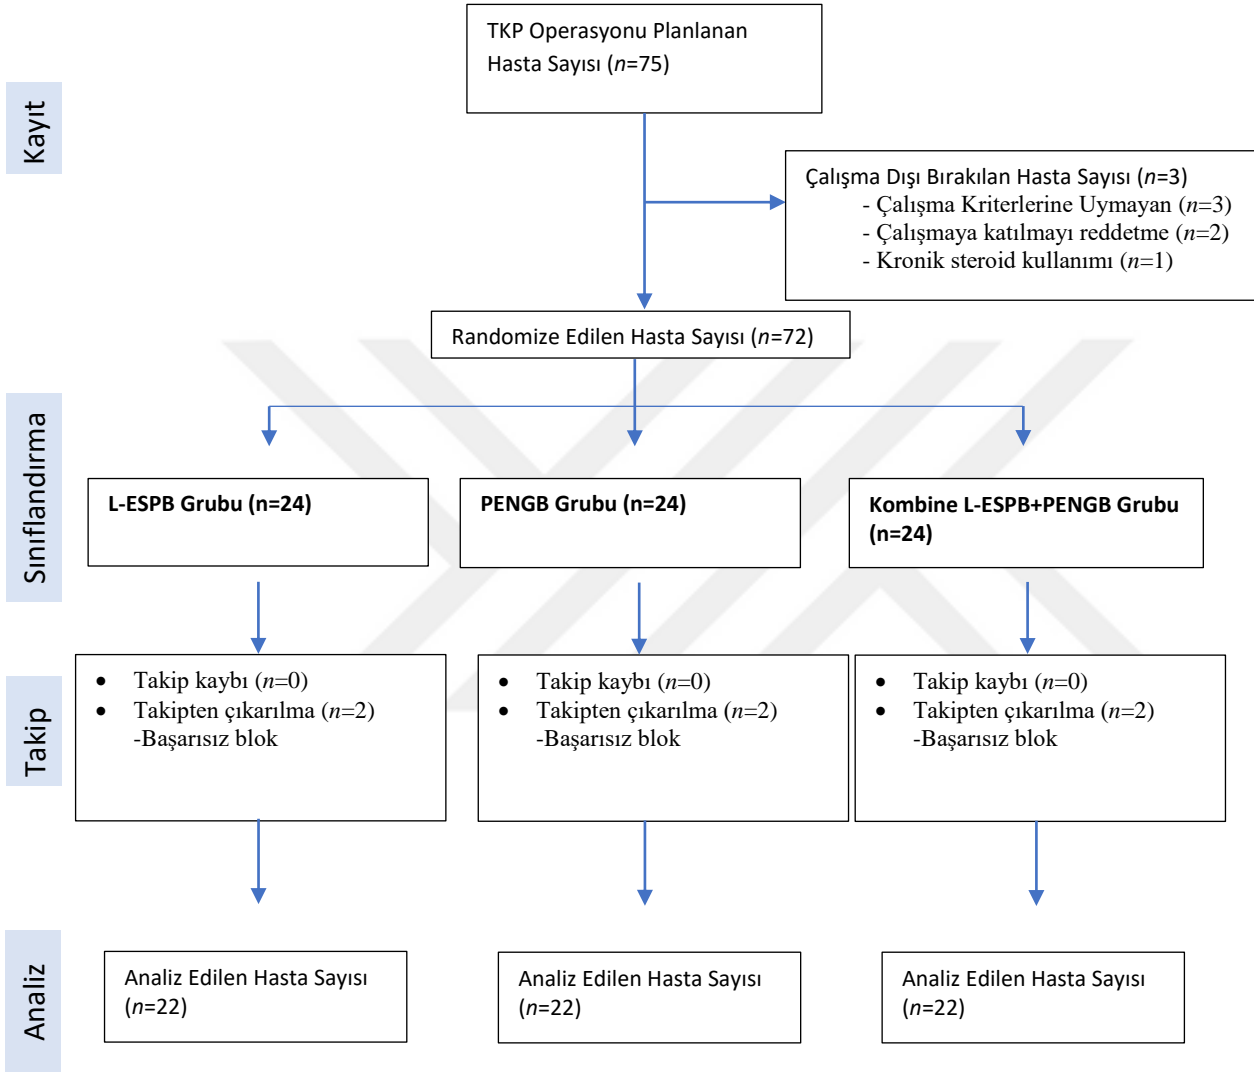 TKP Operasyonu Planlanan
Hasta Sayısı (n=75)
Kayıt
Çalışma Dışı Bırakılan Hasta Sayısı (n=3)
- Çalışma Kriterlerine Uymayan (n=3)
- Çalışmaya katılmayı reddetme (n=2)
- Kronik steroid kullanımı (n=1)
Randomize Edilen Hasta Sayısı (n=72)
Sınıflandırma
L-ESPB Grubu (n=24)
PENGB Grubu (n=24)
Kombine L-ESPB+PENGB Grubu
(n=24)
Takip
• Takip kaybı (n=0)
• Takipten çıkarılma (n=2)
-Başarısız blok
• Takip kaybı (n=0)
• Takipten çıkarılma (n=2)
-Başarısız blok
• Takip kaybı (n=0)
• Takipten çıkarılma (n=2)
-Başarısız blok
Analiz
Analiz Edilen Hasta Sayısı
(n=22)
Analiz Edilen Hasta Sayısı
(n=22)
Analiz Edilen Hasta Sayısı
(n=22)